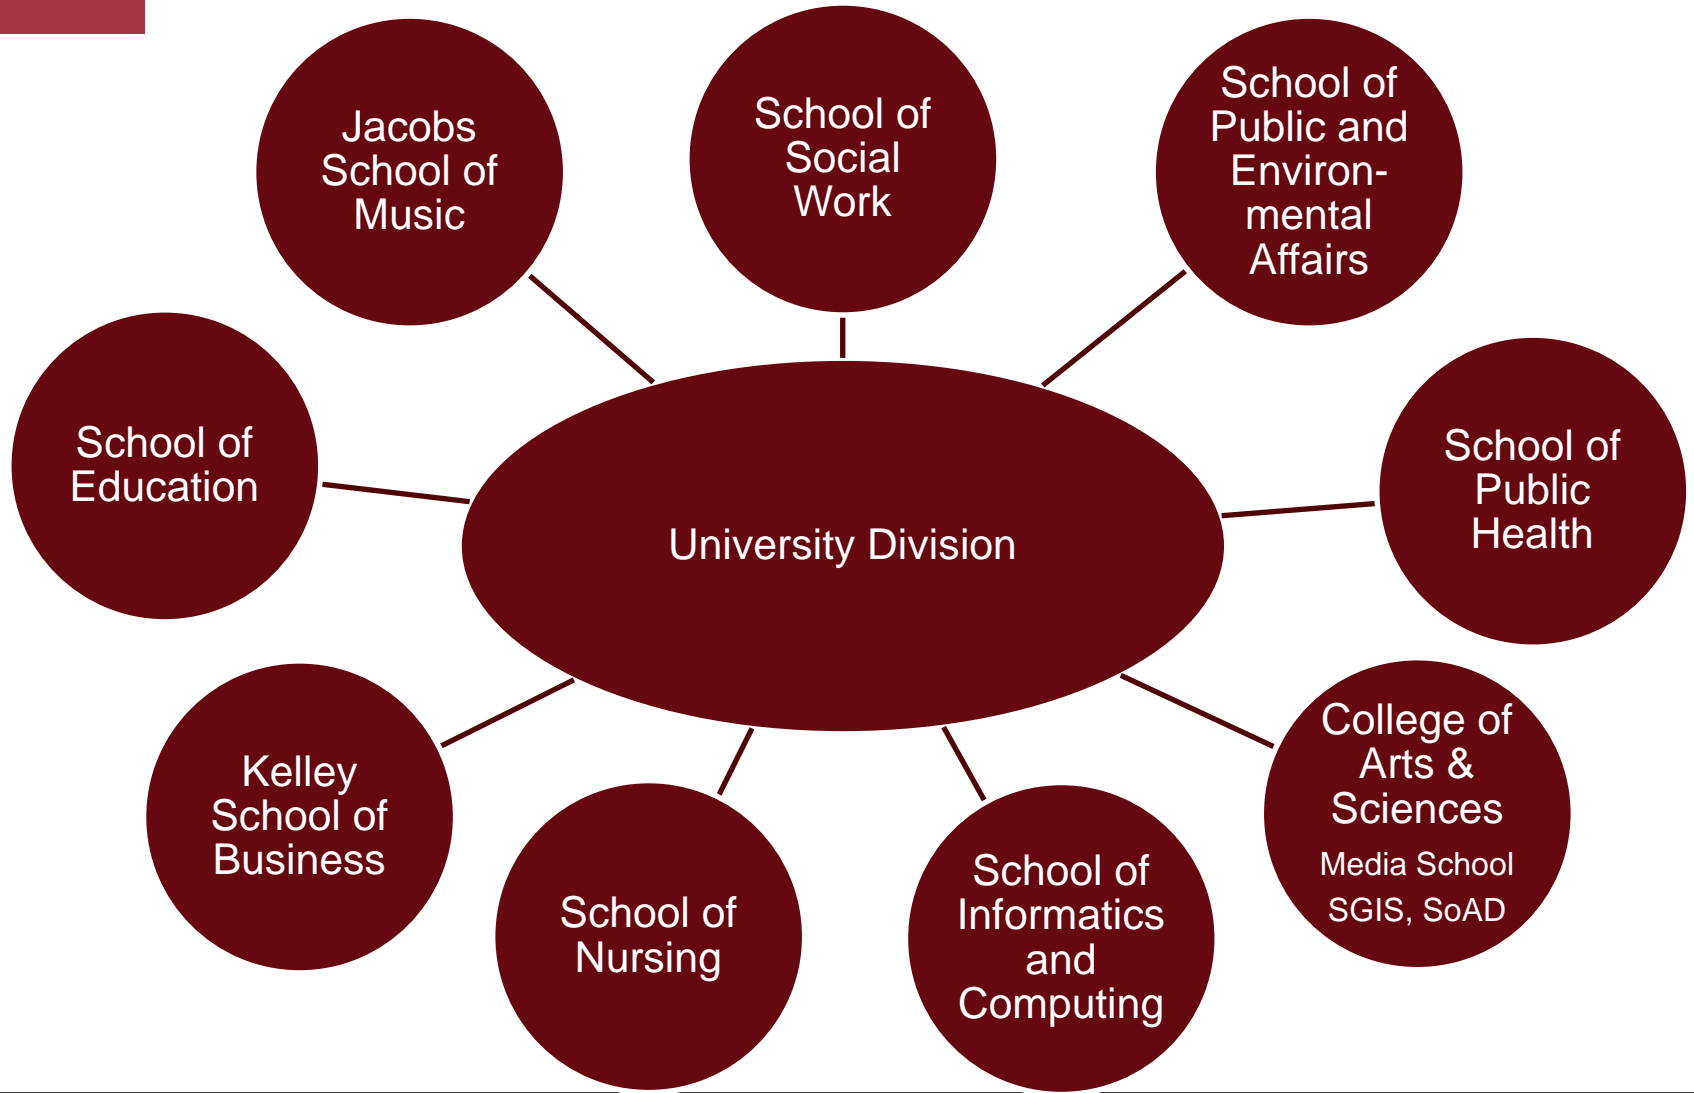 Jacobs
School of
Music
School of
Social
Work
School of
Public and
Environ-
mental
Affairs
School of
Education
University Division
School of
Public
Health
Kelley
School of
Business
School of
Nursing
School of
Informatics
and
Computing
College of
Arts &
Sciences
Media School
SGIS, SoAD